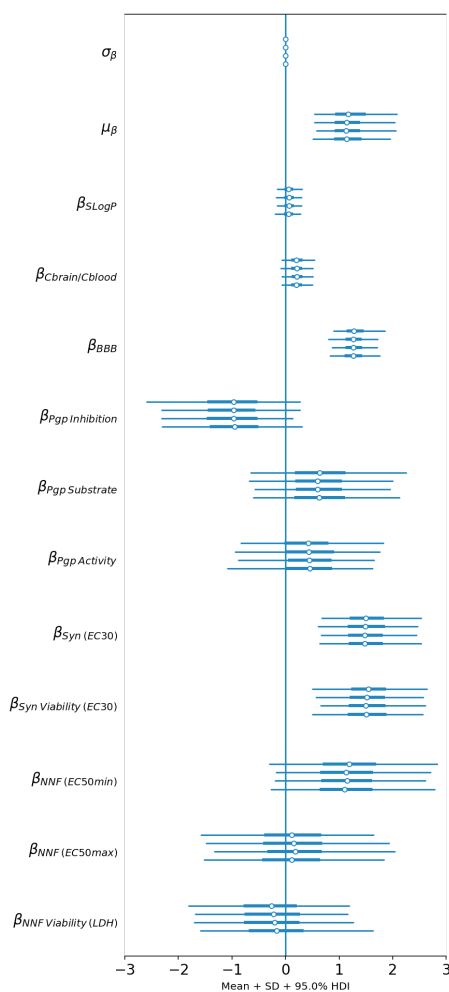 σβ
μβ
βSLogP
βCbrain/Cblood
βBBB
βPgp Inhibition
βPgp Substrate
βPgp Activity
βSyn (EC30)
βSyn Viability (EC30)
βNNF (EC50min)
βNNF (EC50max)
βNNF Viability (LDH)
−3 −2 −1 0 1 2 3
Mean + SD + 95.0% HDI